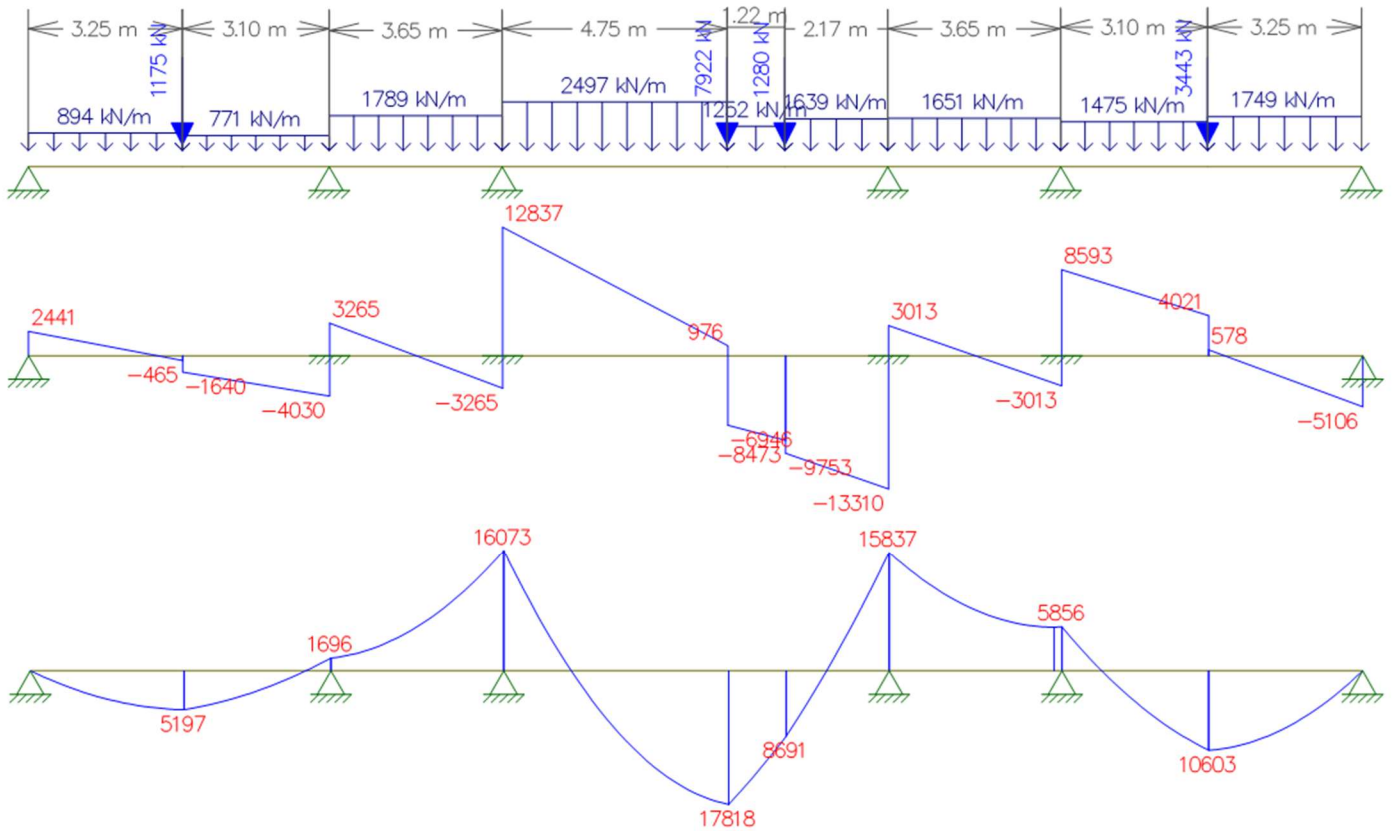 3.25 m 3.10 m 3.65 m 4.75 m 1.22 m 2.17 m 3.65 m 3.10 m 3.25 m
1175 kN 7922 kN 1280 kN 3443 kN
894 kN/m 771 kN/m 1789 kN/m 2497 kN/m 1252 kN/m 1639 kN/m 1651 kN/m 1475 kN/m 1749 kN/m
12837
8593
2441 3265 976 3013 4021 578
−465 −1640 −4030 −3265 −6946 −8473 −9753 −13310 −3013 −5106
16073 15837
1696 5856
5197 8691 10603
17818